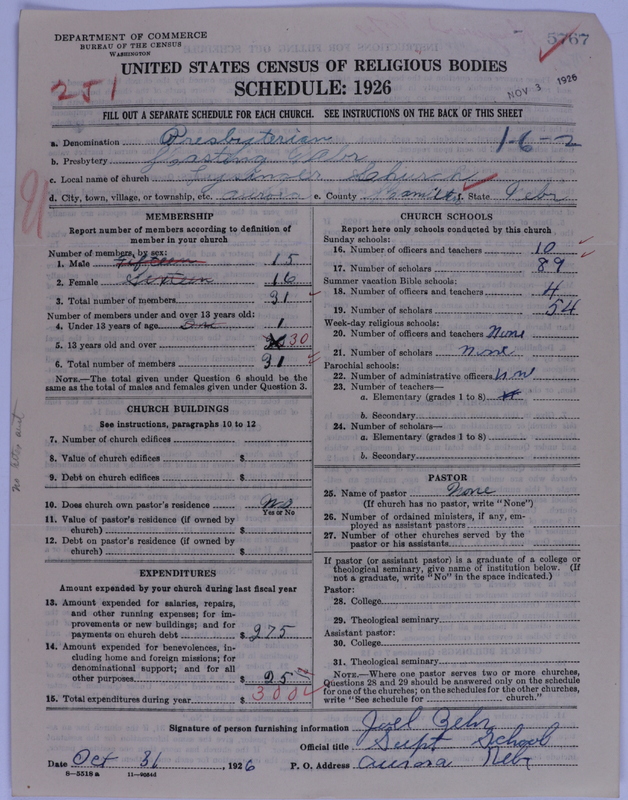 DEPARTMENT OF COMMERCE
BUREAU OF THE CENSUS
WASHINGTON
5767
UNITED STATES CENSUS OF RELIGIOUS BODIES
SCHEDULE: 1926
251
NOV 3 1926
FILL OUT A SEPARATE SCHEDULE FOR EACH CHURCH. SEE INSTRUCTIONS ON THE BACK OF THIS SHEET
a. Denomination Presbyterian 1-6-2
b. Presbytery Hasting Nebr
c. Local name of church Church
d. City, town, village, or township, etc. Aurora e. County Hamilton State Nebr
91
MEMBERSHIP
Report number of members according to definition of
member in your church
Number of members, by sex:
1. Male Fifteen 15
2. Female Sixteen 16
3. Total number of members 31
Number of members under and over 13 years old:
4. Under 13 years of age One 1
5. 13 years old and over 30
6. Total number of members 31
NOTE.—The total given under Question 6 should be the
same as the total of males and females given under Question 3.
CHURCH BUILDINGS
See instructions, paragraphs 10 to 12
7. Number of church edifices
8. Value of church edifices $
9. Debt on church edifices $
10. Does church own pastor's residence No
Yes or No
11. Value of pastor's residence (if owned by
church) $
12. Debt on pastor's residence (if owned by
church) $
EXPENDITURES
Amount expended by your church during last fiscal year
13. Amount expended for salaries, repairs,
and other running expenses; for im-
provements or new buildings; and for
payments on church debt $ 275
14. Amount expended for benevolences, in-
cluding home and foreign missions; for
denominational support; and for all
other purposes $ 25
15. Total expenditures during year $ 300
CHURCH SCHOOLS
Report here only schools conducted by this church
Sunday schools:
16. Number of officers and teachers 10
17. Number of scholars 89
Summer vacation Bible schools:
18. Number of officers and teachers 4
19. Number of scholars 54
Week-day religious schools:
20. Number of officers and teachers None
21. Number of scholars None
Parochial schools:
22. Number of administrative officers
23. Number of teachers—
a. Elementary (grades 1 to 8)
b. Secondary
24. Number of scholars—
a. Elementary (grades 1 to 8)
b. Secondary
PASTOR
25. Name of pastor None
(If church has no pastor, write "None")
26. Number of ordained ministers, if any, em-
ployed as assistant pastors
27. Number of other churches served by the
pastor or his assistants
If pastor (or assistant pastor) is a graduate of a college or
theological seminary, give name of institution below. (If
not a graduate, write "No" in the space indicated.)
Pastor:
28. College
29. Theological seminary
Assistant pastor:
30. College
31. Theological seminary
NOTE.—Where one pastor serves two or more churches,
Questions 28 and 29 should be answered only on the schedule
for one of the churches; on the schedules for the other churches,
write "See schedule for church."
Signature of person furnishing information Joel Zehr
Official title Supt School
Date Oct 31, 1926 P. O. Address Aurora Nebr
8-5518 a 11-9564d